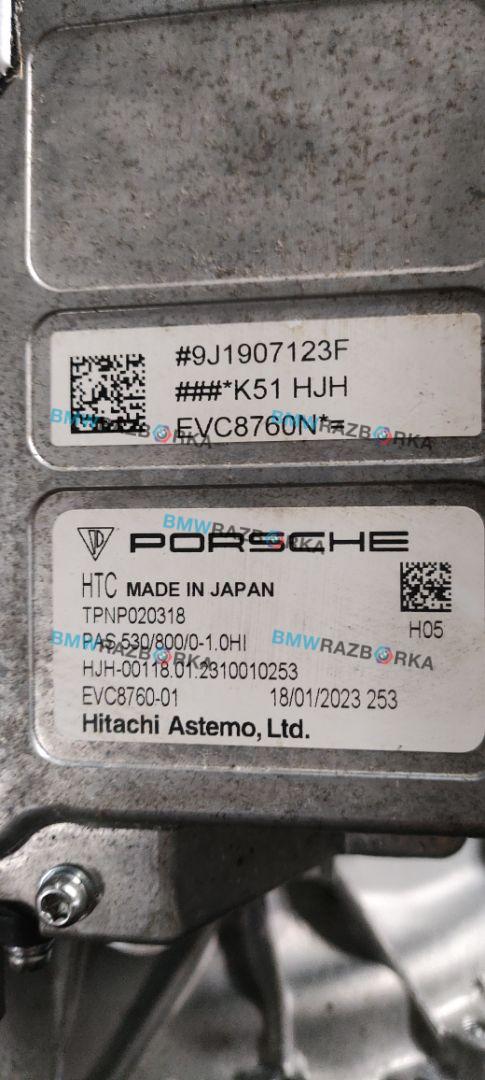 #9J1907123F
###*K51 HJH
EVC8760N*=
BMWRAZBORKA
BMWRAZBORKA
BMWRAZBORKA
PORSCHE
HTC MADE IN JAPAN
TPNP020318
H05
PAS 530/800/0-1.0HI
BMWRAZBORKA
BMWRAZBORKA
HJH-00118.01.2310010253
EVC8760-01 18/01/2023 253
Hitachi Astemo, Ltd.